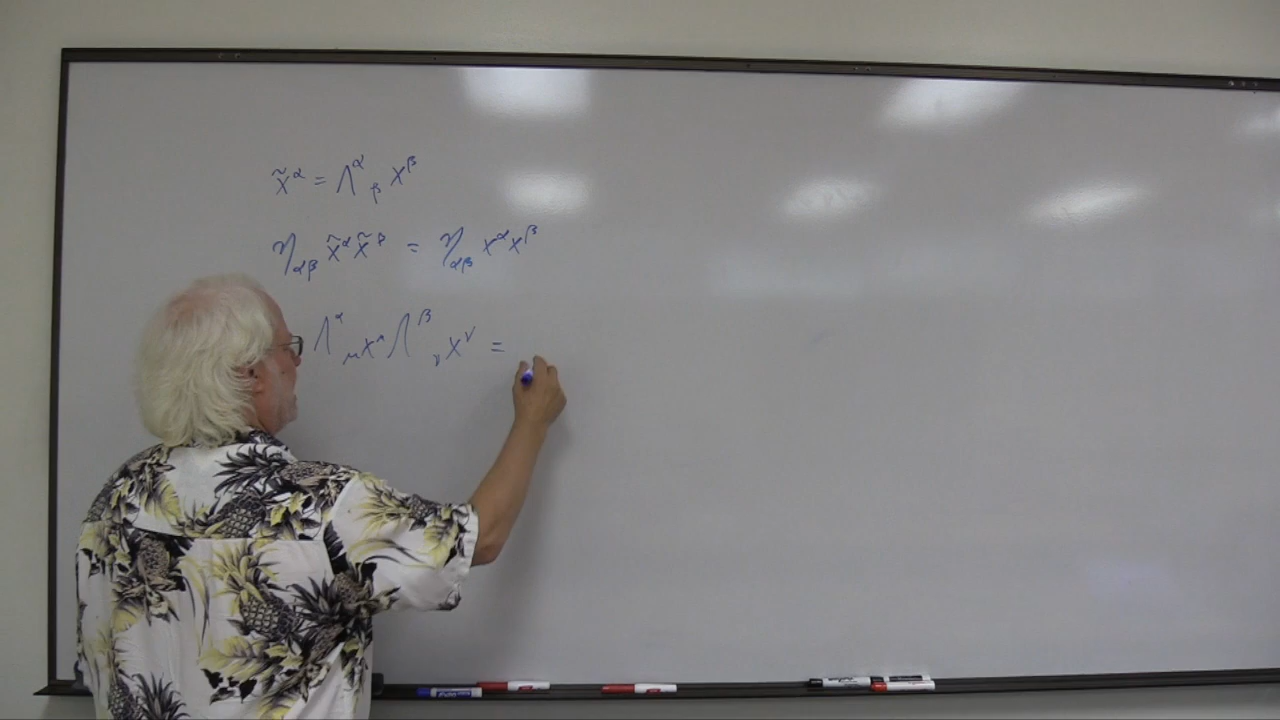 x̃^α = Λ^α_β x^β
η_αβ x̃^α x̃^β = η_αβ x^α x^β
Λ^α_μ x^μ Λ^β_ν x^ν =